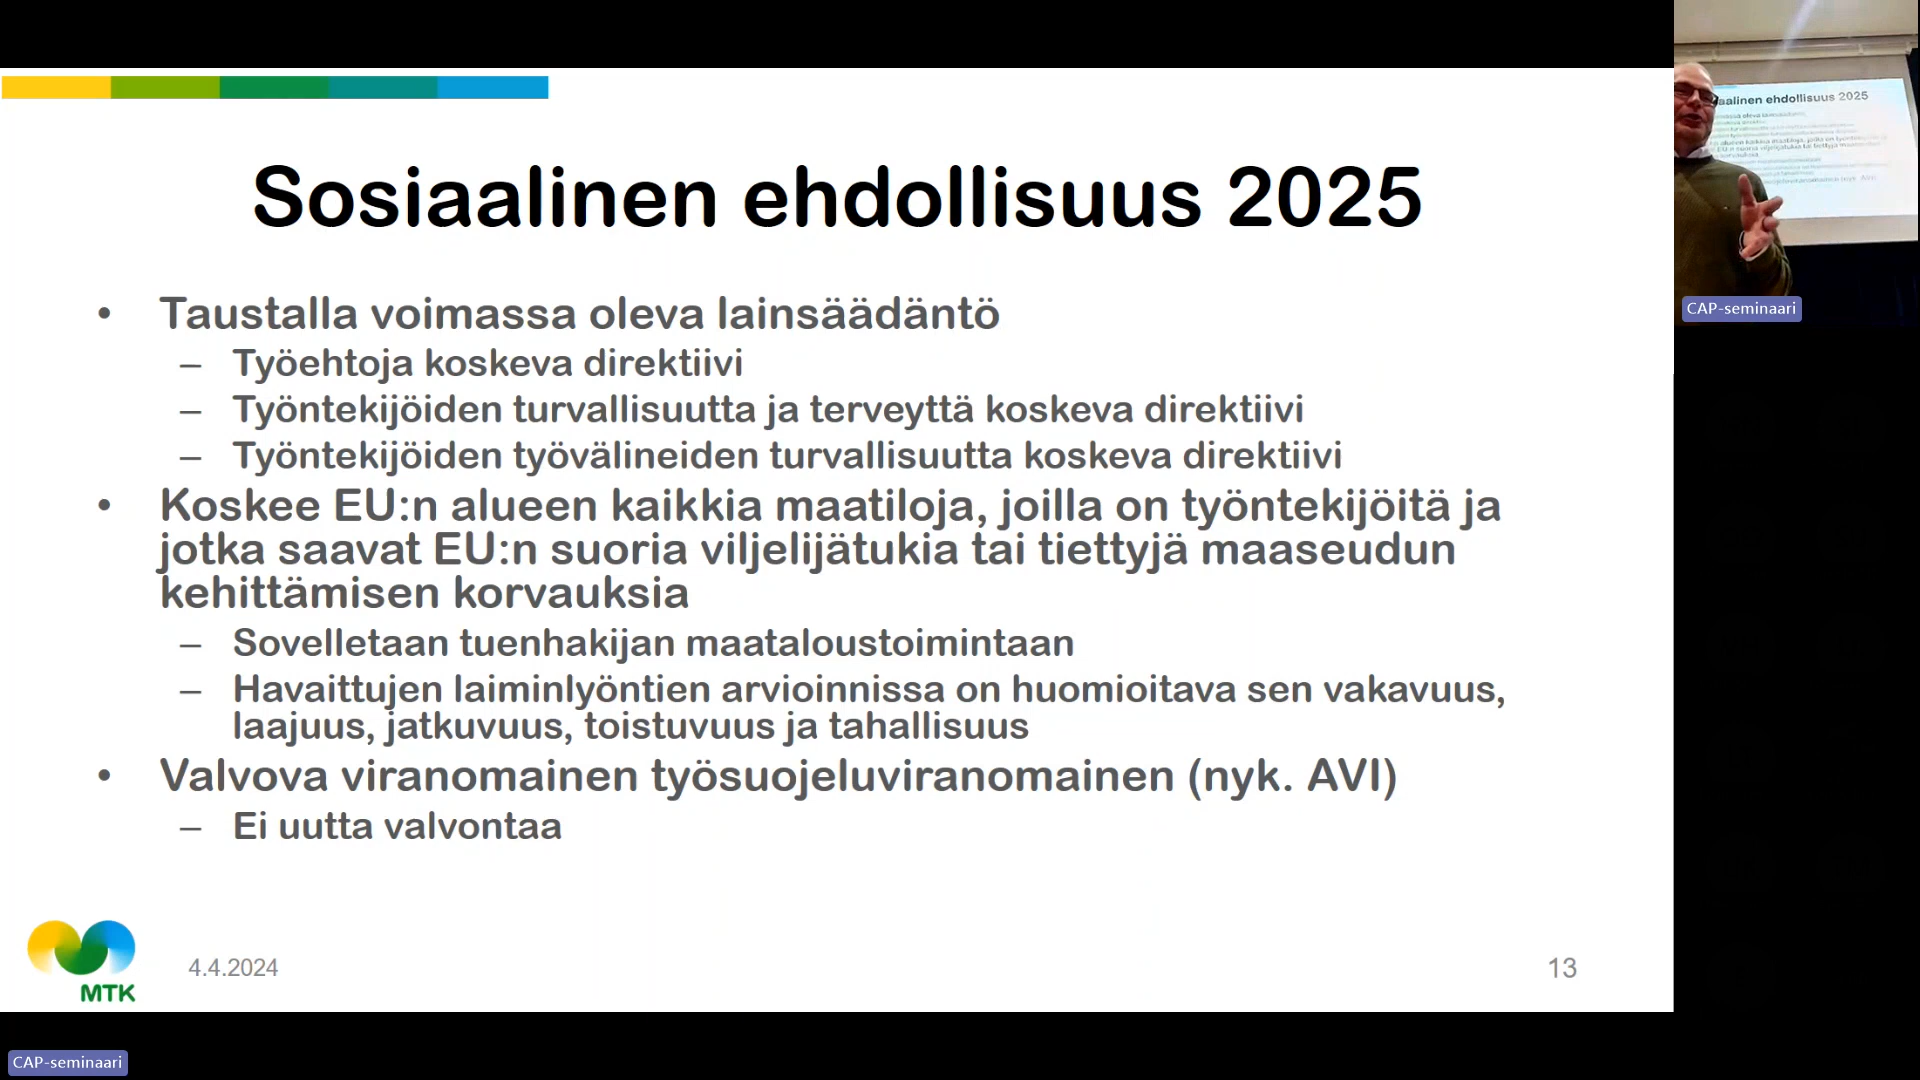 Sosiaalinen ehdollisuus 2025
• Taustalla voimassa oleva lainsäädäntö
– Työehtoja koskeva direktiivi
– Työntekijöiden turvallisuutta ja terveyttä koskeva direktiivi
– Työntekijöiden työvälineiden turvallisuutta koskeva direktiivi
• Koskee EU:n alueen kaikkia maatiloja, joilla on työntekijöitä ja
jotka saavat EU:n suoria viljelijätukia tai tiettyjä maaseudun
kehittämisen korvauksia
– Sovelletaan tuenhakijan maataloustoimintaan
– Havaittujen laiminlyöntien arvioinnissa on huomioitava sen vakavuus,
laajuus, jatkuvuus, toistuvuus ja tahallisuus
• Valvova viranomainen työsuojeluviranomainen (nyk. AVI)
– Ei uutta valvontaa
MTK
4.4.2024
13
CAP-seminaari
aalinen ehdollisuus 2025
CAP-seminaari